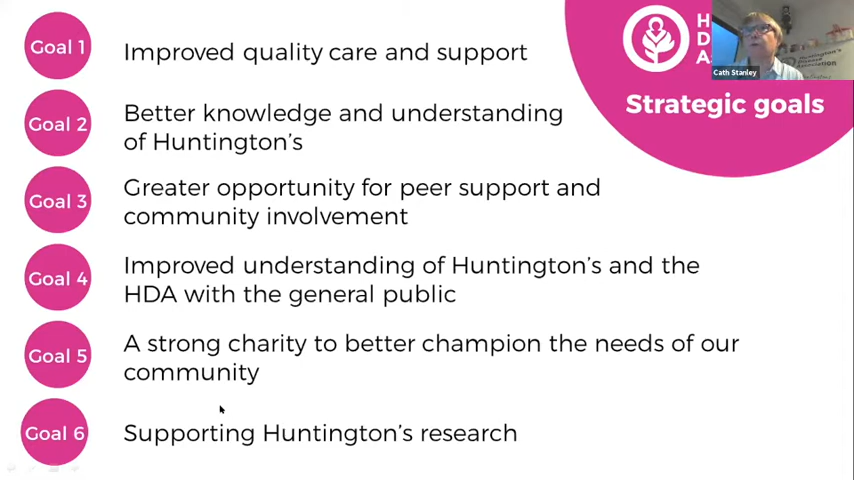 Goal 1
Improved quality care and support
Goal 2
Better knowledge and understanding
of Huntington's
Goal 3
Greater opportunity for peer support and
community involvement
Goal 4
Improved understanding of Huntington's and the
HDA with the general public
Goal 5
A strong charity to better champion the needs of our
community
Goal 6
Supporting Huntington's research
H
D
A
Cath Stanley
Huntington's
Disease
Association
Strategic goals